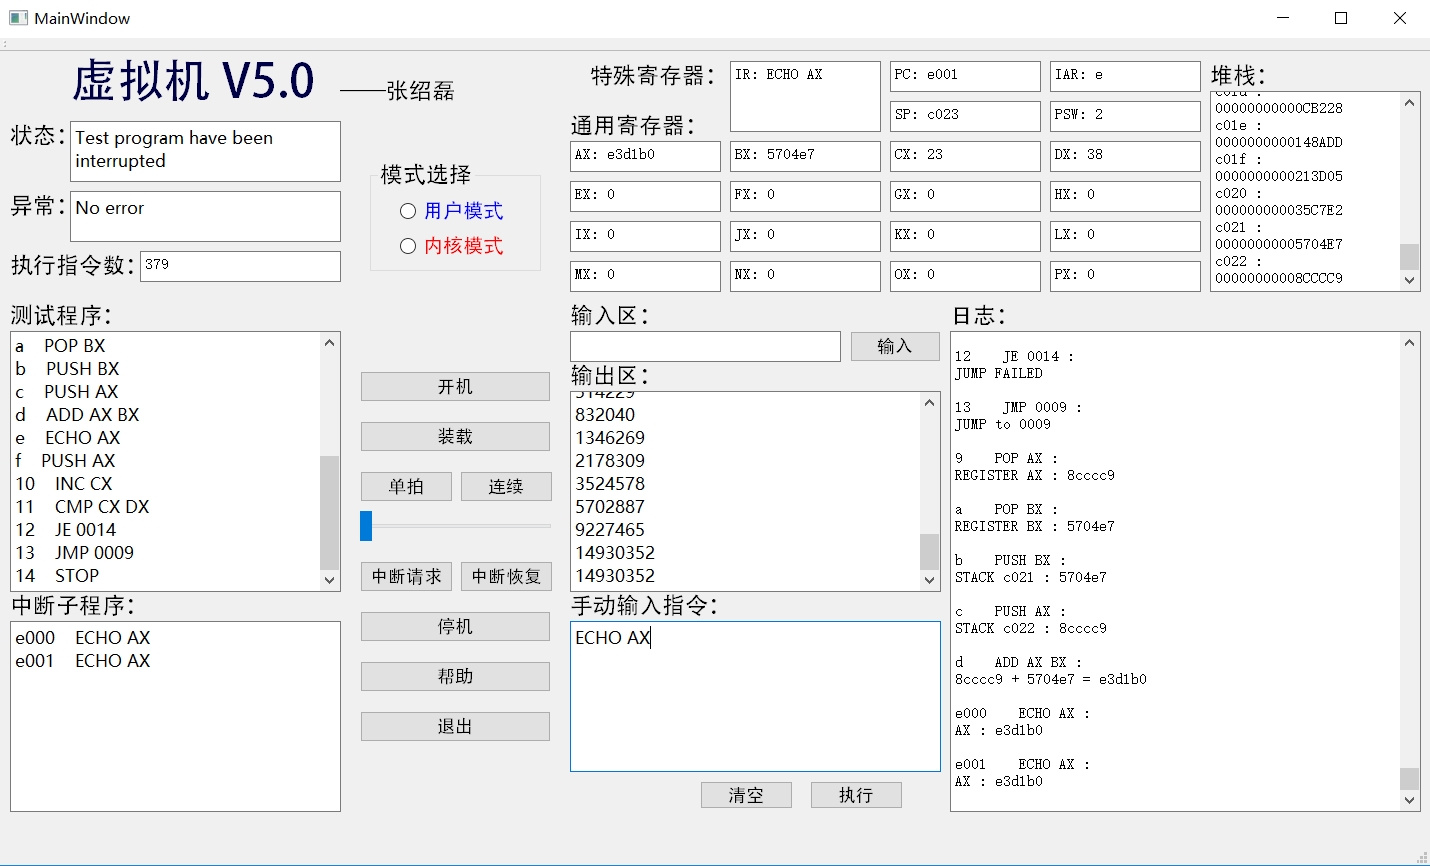 MainWindow
虚拟机 V5.0
——张绍磊
状态：
Test program have been
interrupted
异常：
No error
执行指令数：
379
模式选择
用户模式
内核模式
特殊寄存器：
IR: ECHO AX
PC: e001
IAR: e
SP: c023
PSW: 2
通用寄存器：
AX: e3d1b0
BX: 5704e7
CX: 23
DX: 38
EX: 0
FX: 0
GX: 0
HX: 0
IX: 0
JX: 0
KX: 0
LX: 0
MX: 0
NX: 0
OX: 0
PX: 0
堆栈：
00000000000CB228
c01e :
0000000000148ADD
c01f :
0000000000213D05
c020 :
000000000035C7E2
c021 :
00000000005704E7
c022 :
00000000008CCCC9
测试程序：
a POP BX
b PUSH BX
c PUSH AX
d ADD AX BX
e ECHO AX
f PUSH AX
10 INC CX
11 CMP CX DX
12 JE 0014
13 JMP 0009
14 STOP
中断子程序：
e000 ECHO AX
e001 ECHO AX
开机
装载
单拍
连续
中断请求
中断恢复
停机
帮助
退出
输入区：
输入
输出区：
514229
832040
1346269
2178309
3524578
5702887
9227465
14930352
14930352
手动输入指令：
ECHO AX
清空
执行
日志：
12 JE 0014 :
JUMP FAILED
13 JMP 0009 :
JUMP to 0009
9 POP AX :
REGISTER AX : 8cccc9
a POP BX :
REGISTER BX : 5704e7
b PUSH BX :
STACK c021 : 5704e7
c PUSH AX :
STACK c022 : 8cccc9
d ADD AX BX :
8cccc9 + 5704e7 = e3d1b0
e000 ECHO AX :
AX : e3d1b0
e001 ECHO AX :
AX : e3d1b0